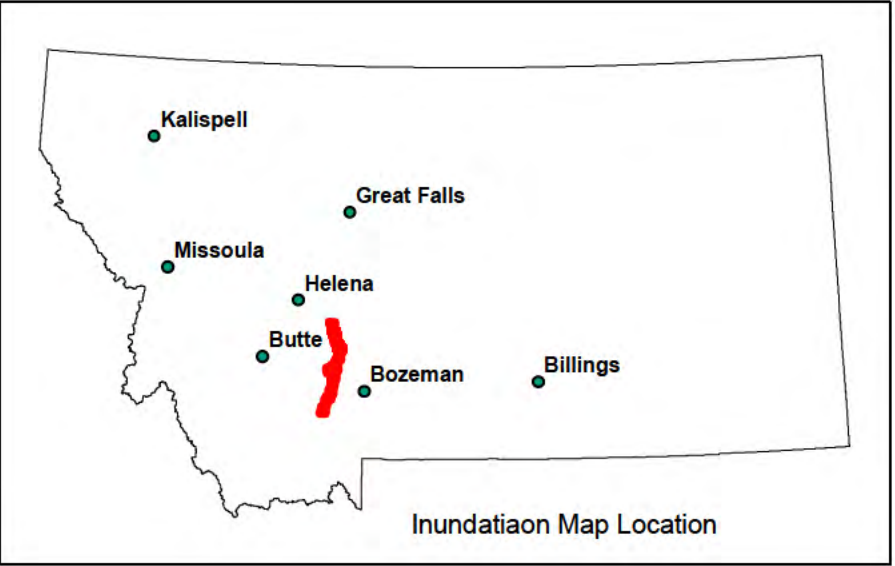 Kalispell
Great Falls
Missoula
Helena
Butte
Bozeman
Billings
Inundatiaon Map Location